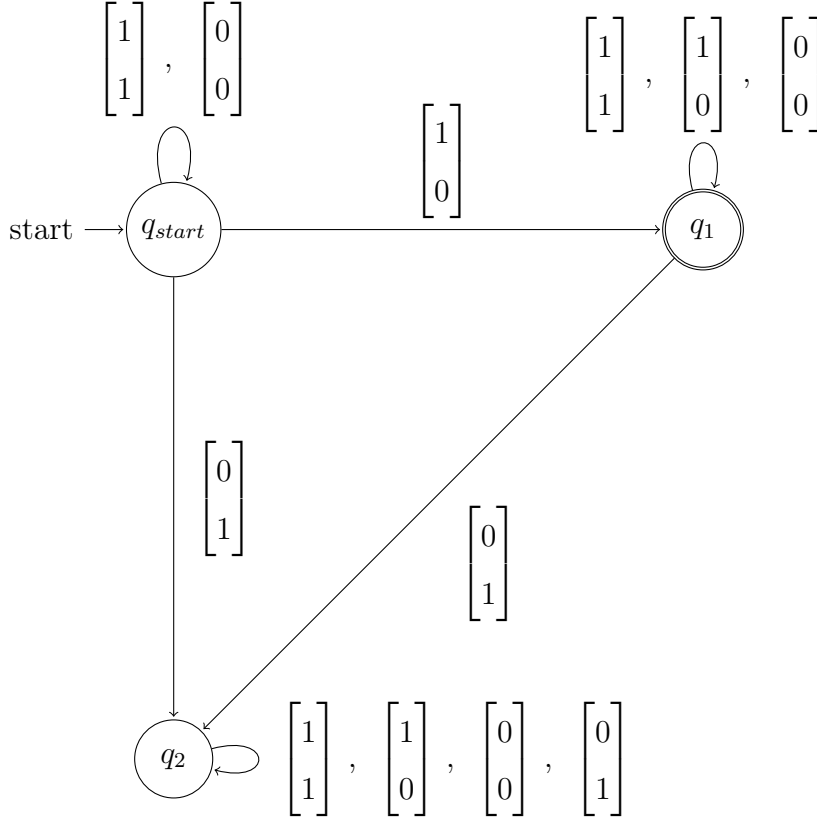 [1 1] , [0 0]
[1 1] , [1 0] , [0 0]
[1 0]
start
q_start
q_1
[0 1]
[0 1]
q_2
[1 1] , [1 0] , [0 0] , [0 1]